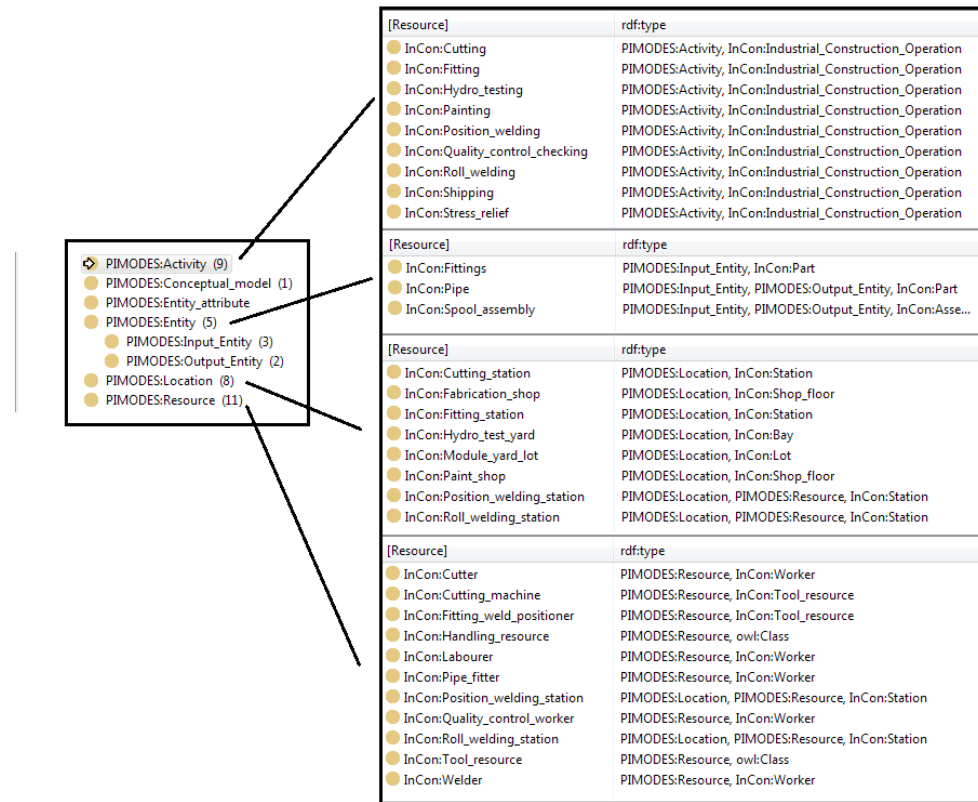 PIMODES:Activity (9)
PIMODES:Conceptual_model (1)
PIMODES:Entity_attribute
PIMODES:Entity (5)
PIMODES:Input_Entity (3)
PIMODES:Output_Entity (2)
PIMODES:Location (8)
PIMODES:Resource (11)
[Resource] rdf:type
InCon:Cutting PIMODES:Activity, InCon:Industrial_Construction_Operation
InCon:Fitting PIMODES:Activity, InCon:Industrial_Construction_Operation
InCon:Hydro_testing PIMODES:Activity, InCon:Industrial_Construction_Operation
InCon:Painting PIMODES:Activity, InCon:Industrial_Construction_Operation
InCon:Position_welding PIMODES:Activity, InCon:Industrial_Construction_Operation
InCon:Quality_control_checking PIMODES:Activity, InCon:Industrial_Construction_Operation
InCon:Roll_welding PIMODES:Activity, InCon:Industrial_Construction_Operation
InCon:Shipping PIMODES:Activity, InCon:Industrial_Construction_Operation
InCon:Stress_relief PIMODES:Activity, InCon:Industrial_Construction_Operation
[Resource] rdf:type
InCon:Fittings PIMODES:Input_Entity, InCon:Part
InCon:Pipe PIMODES:Input_Entity, PIMODES:Output_Entity, InCon:Part
InCon:Spool_assembly PIMODES:Input_Entity, PIMODES:Output_Entity, InCon:Asse...
[Resource] rdf:type
InCon:Cutting_station PIMODES:Location, InCon:Station
InCon:Fabrication_shop PIMODES:Location, InCon:Shop_floor
InCon:Fitting_station PIMODES:Location, InCon:Station
InCon:Hydro_test_yard PIMODES:Location, InCon:Bay
InCon:Module_yard_lot PIMODES:Location, InCon:Lot
InCon:Paint_shop PIMODES:Location, InCon:Shop_floor
InCon:Position_welding_station PIMODES:Location, PIMODES:Resource, InCon:Station
InCon:Roll_welding_station PIMODES:Location, PIMODES:Resource, InCon:Station
[Resource] rdf:type
InCon:Cutter PIMODES:Resource, InCon:Worker
InCon:Cutting_machine PIMODES:Resource, InCon:Tool_resource
InCon:Fitting_weld_positioner PIMODES:Resource, InCon:Tool_resource
InCon:Handling_resource PIMODES:Resource, owl:Class
InCon:Labourer PIMODES:Resource, InCon:Worker
InCon:Pipe_fitter PIMODES:Resource, InCon:Worker
InCon:Position_welding_station PIMODES:Location, PIMODES:Resource, InCon:Station
InCon:Quality_control_worker PIMODES:Resource, InCon:Worker
InCon:Roll_welding_station PIMODES:Location, PIMODES:Resource, InCon:Station
InCon:Tool_resource PIMODES:Resource, owl:Class
InCon:Welder PIMODES:Resource, InCon:Worker